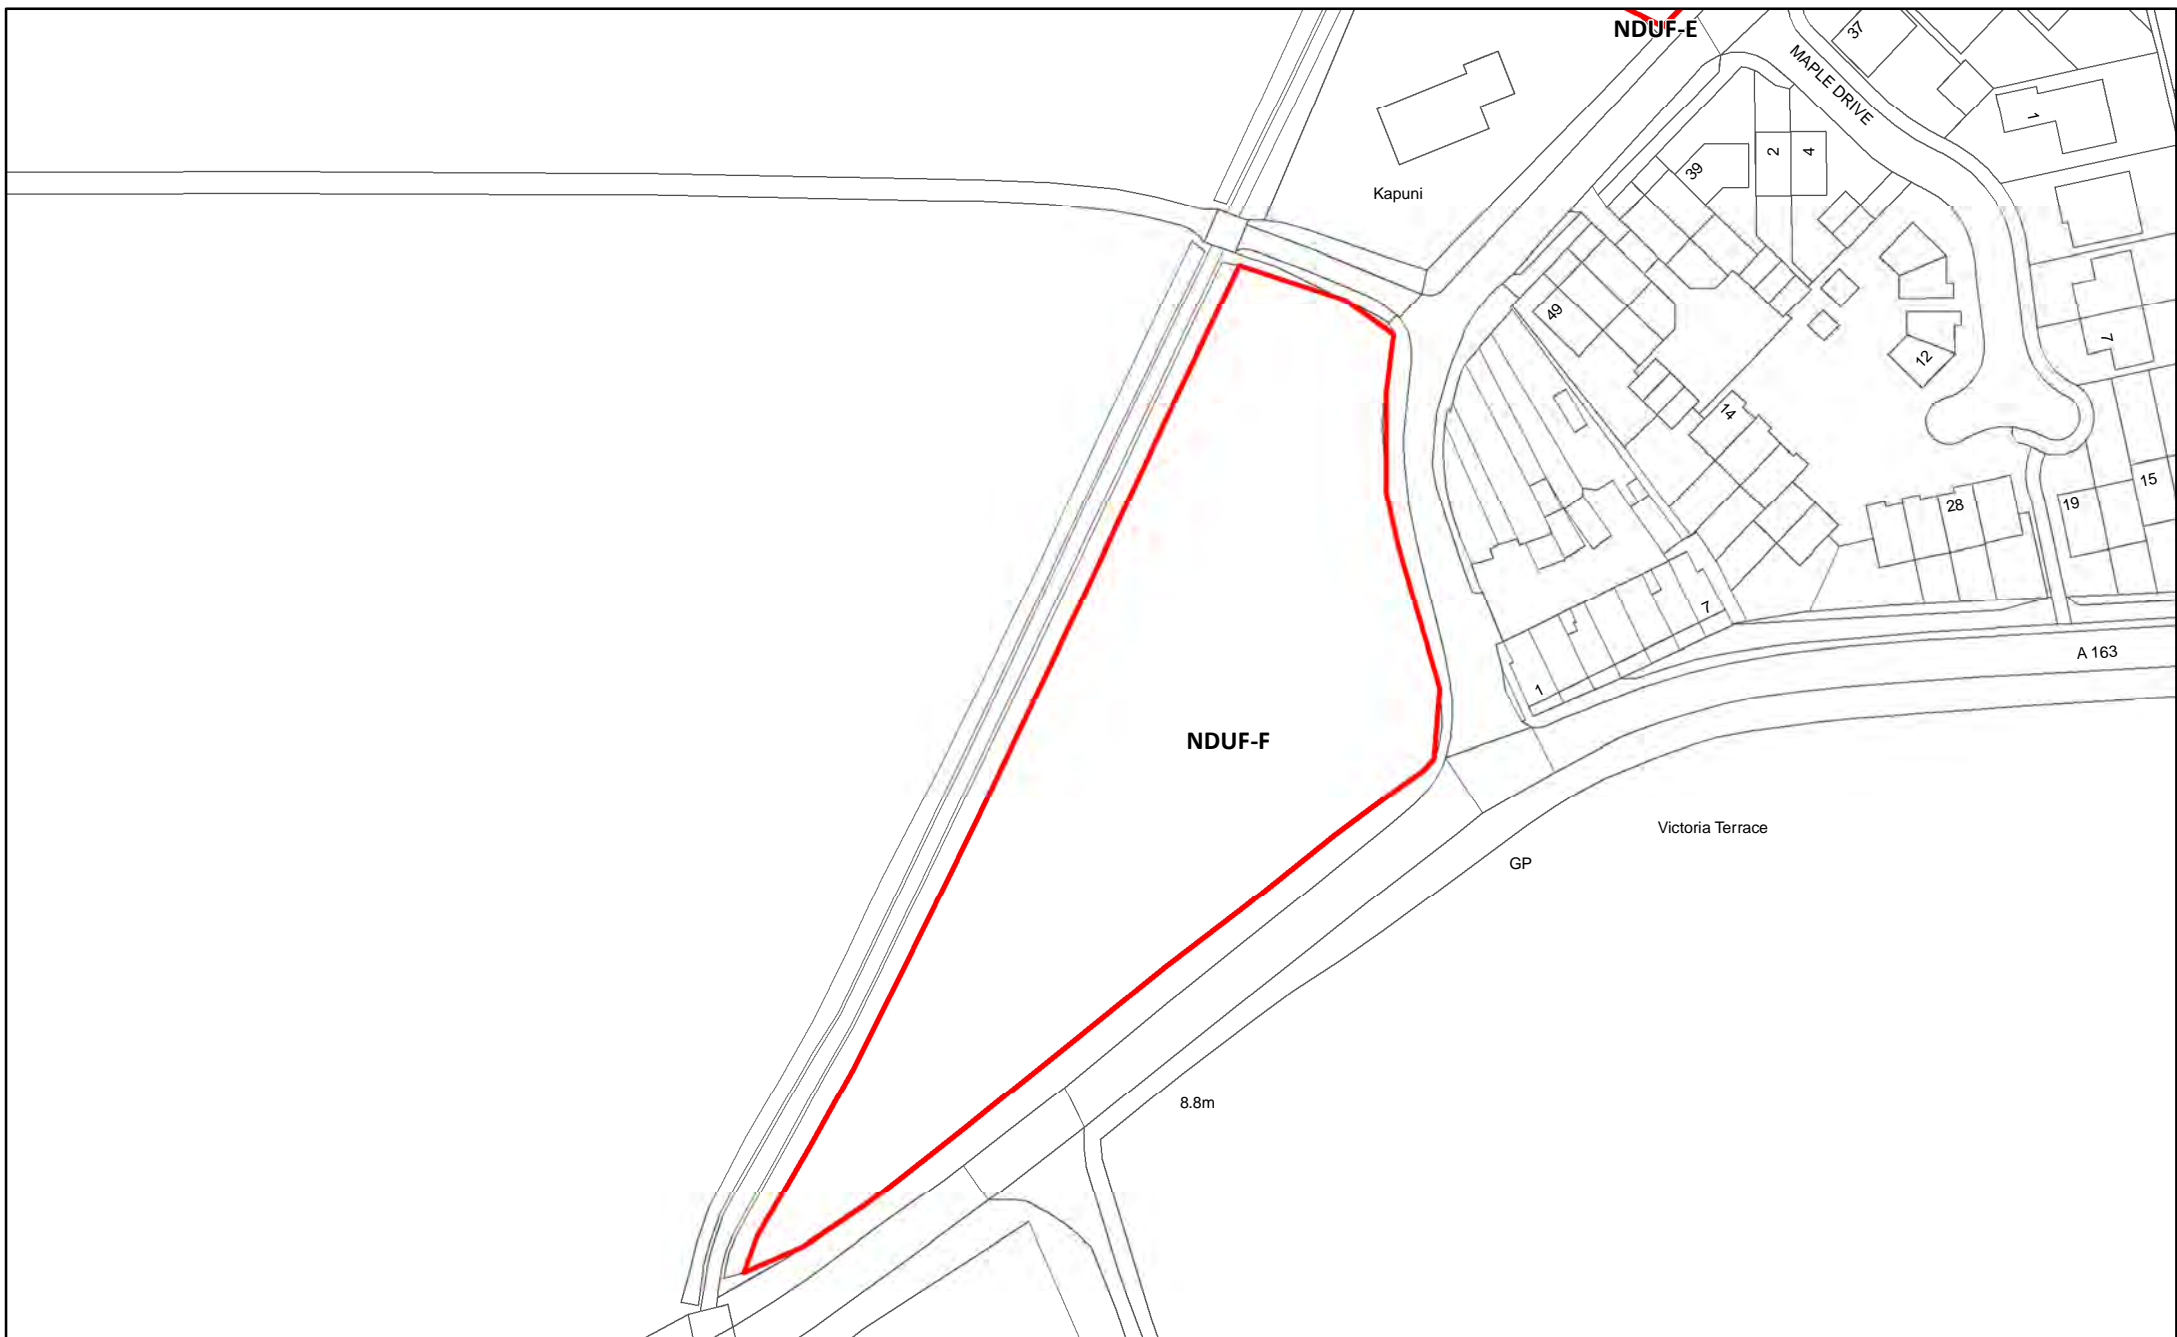 NDUF-E
37
MAPLE DRIVE
1
2
4
39
Kapuni
49
7
12
14
28
19
15
7
1
A 163
NDUF-F
Victoria Terrace
GP
8.8m